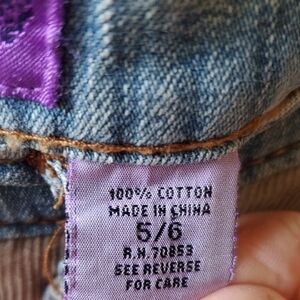 100% COTTON
MADE IN CHINA
5/6
R.N. 70853
SEE REVERSE
FOR CARE